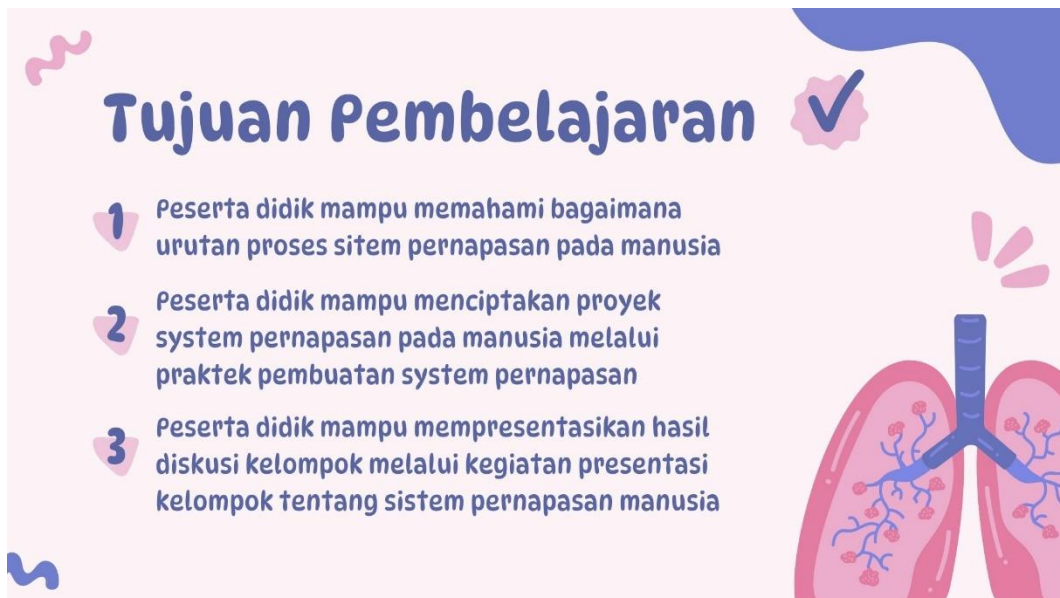 Tujuan Pembelajaran
1 Peserta didik mampu memahami bagaimana
urutan proses sitem pernapasan pada manusia
2 Peserta didik mampu menciptakan proyek
system pernapasan pada manusia melalui
praktek pembuatan system pernapasan
3 Peserta didik mampu mempresentasikan hasil
diskusi kelompok melalui kegiatan presentasi
kelompok tentang sistem pernapasan manusia